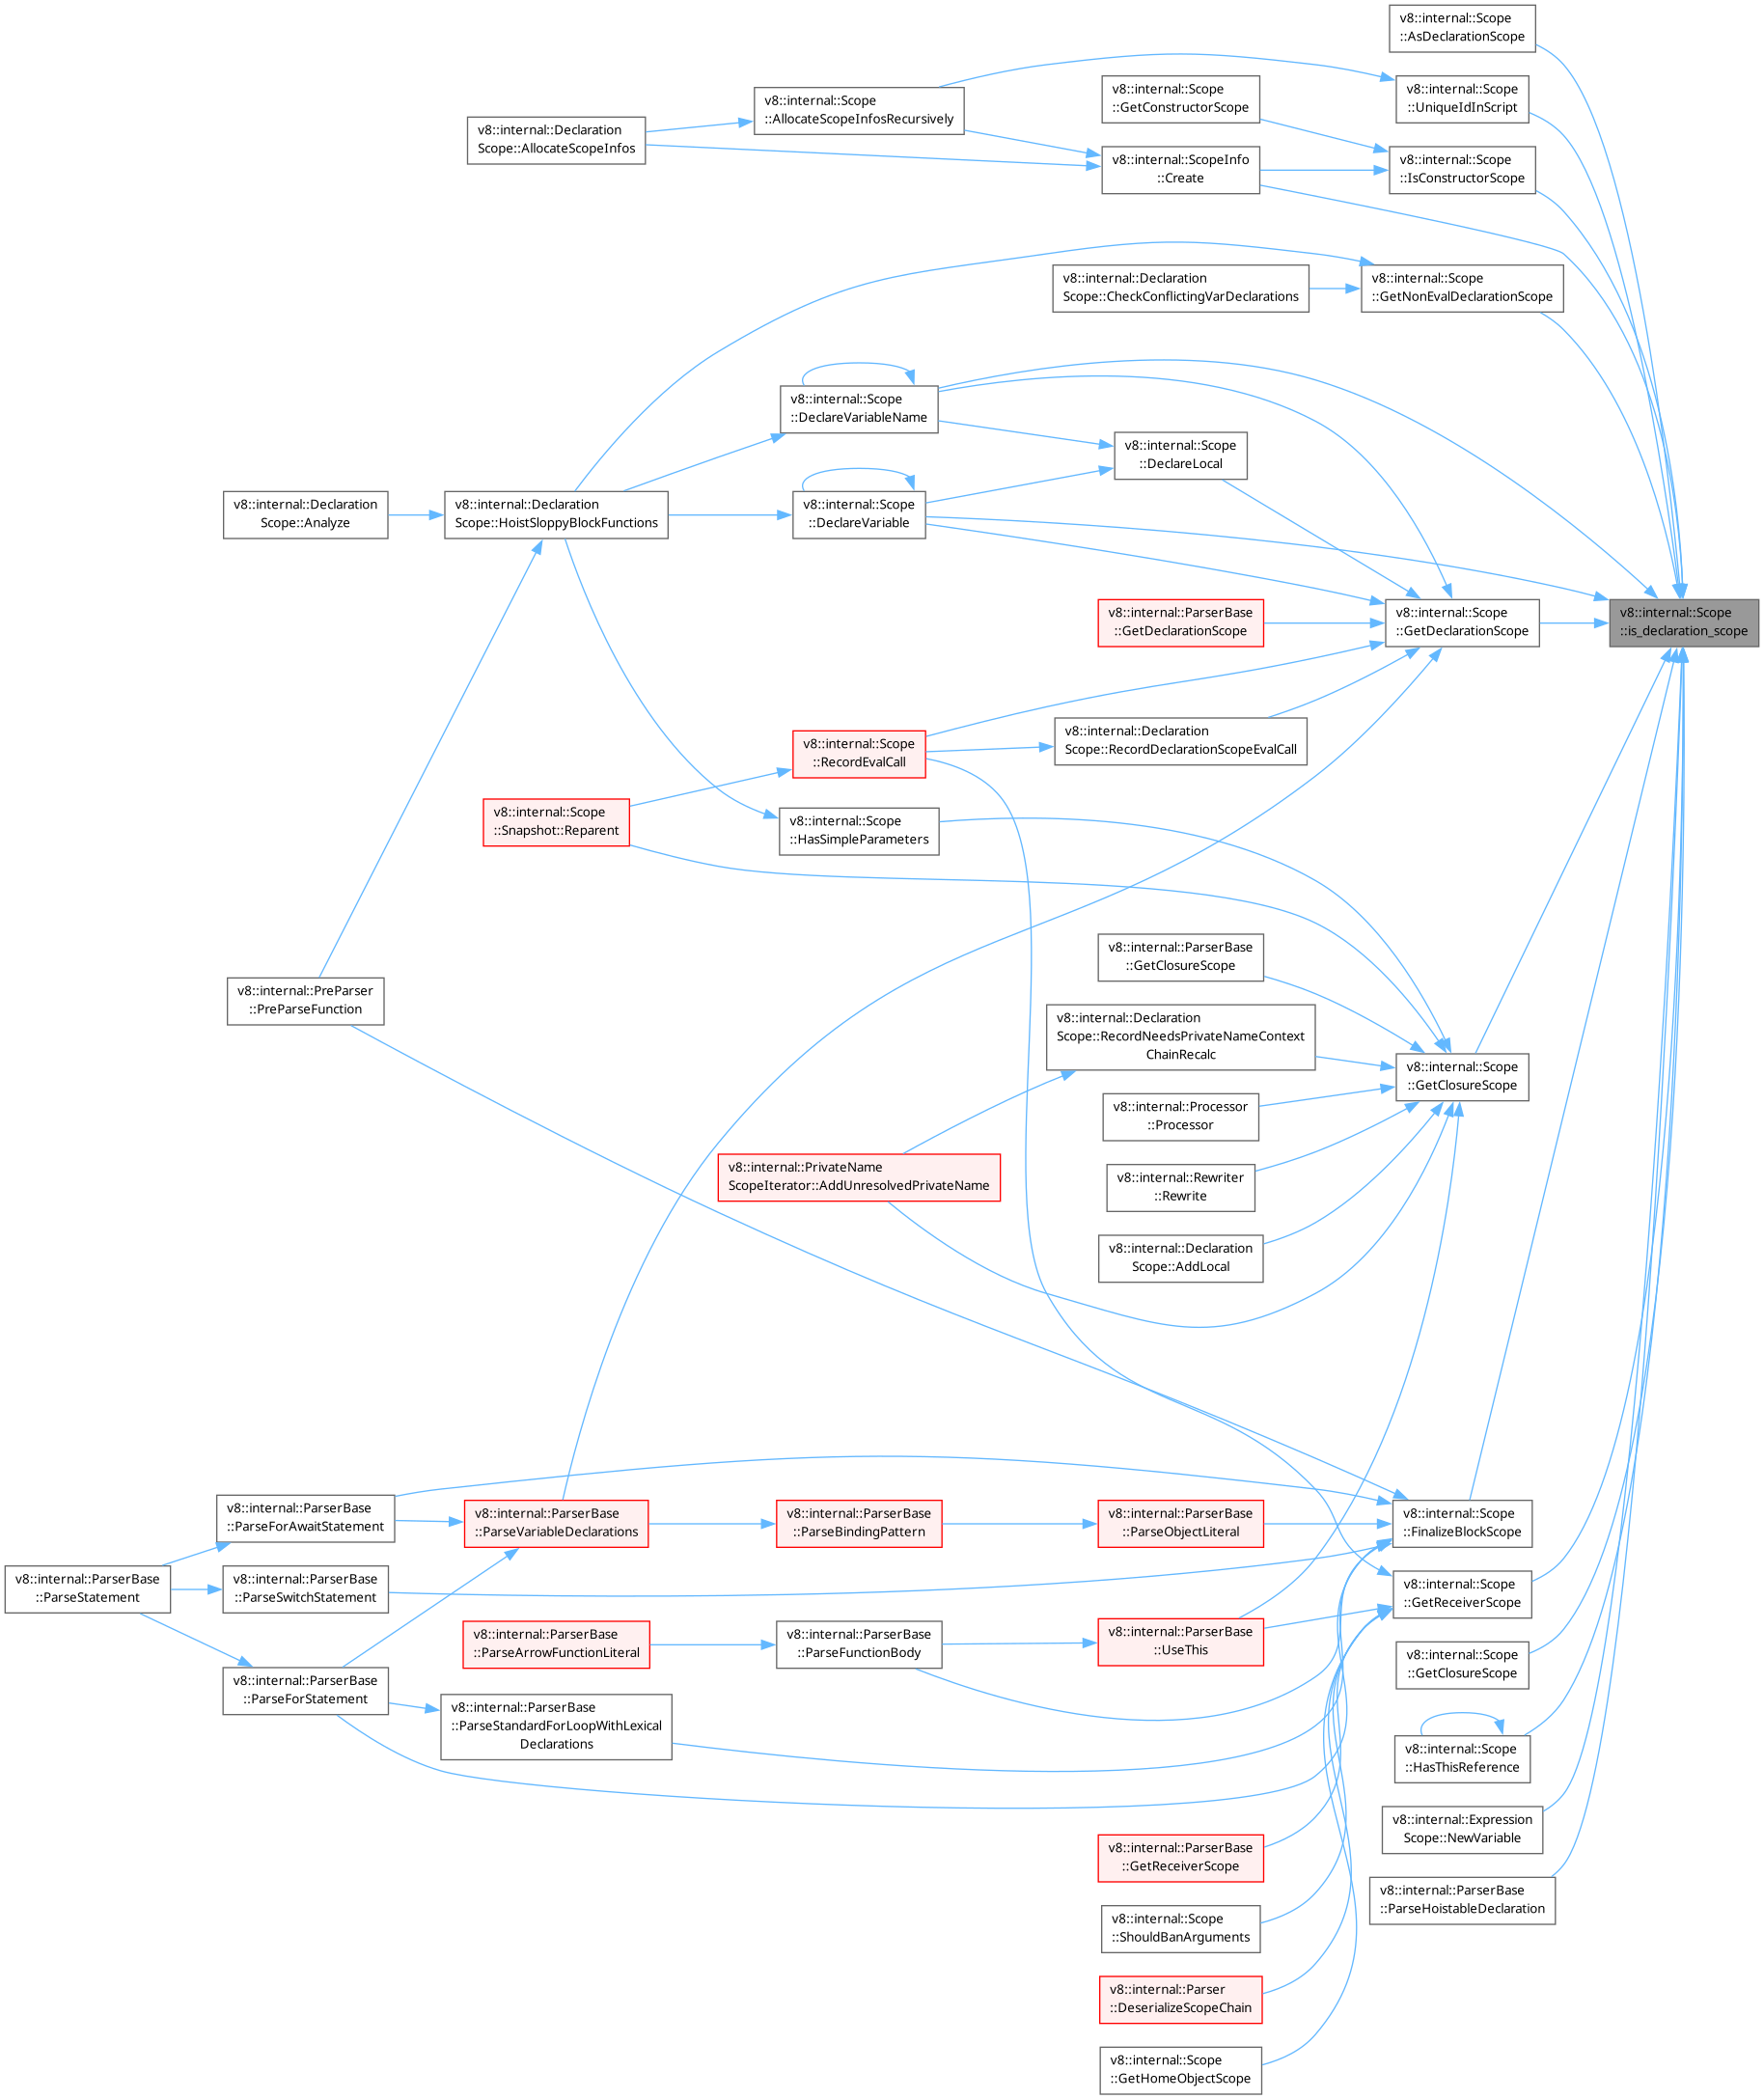 v8::internal::Scope
::AsDeclarationScope
v8::internal::Scope
::UniqueIdInScript
v8::internal::Scope
::GetConstructorScope
v8::internal::Scope
::AllocateScopeInfosRecursively
v8::internal::Declaration
Scope::AllocateScopeInfos
v8::internal::ScopeInfo
::Create
v8::internal::Scope
::IsConstructorScope
v8::internal::Declaration
Scope::CheckConflictingVarDeclarations
v8::internal::Scope
::GetNonEvalDeclarationScope
v8::internal::Scope
::DeclareVariableName
v8::internal::Scope
::DeclareLocal
v8::internal::Declaration
Scope::Analyze
v8::internal::Declaration
Scope::HoistSloppyBlockFunctions
v8::internal::Scope
::DeclareVariable
v8::internal::ParserBase
::GetDeclarationScope
v8::internal::Scope
::GetDeclarationScope
v8::internal::Scope
::is_declaration_scope
v8::internal::Scope
::RecordEvalCall
v8::internal::Declaration
Scope::RecordDeclarationScopeEvalCall
v8::internal::Scope
::Snapshot::Reparent
v8::internal::Scope
::HasSimpleParameters
v8::internal::ParserBase
::GetClosureScope
v8::internal::PreParser
::PreParseFunction
v8::internal::Declaration
Scope::RecordNeedsPrivateNameContext
ChainRecalc
v8::internal::Scope
::GetClosureScope
v8::internal::Processor
::Processor
v8::internal::PrivateName
ScopeIterator::AddUnresolvedPrivateName
v8::internal::Rewriter
::Rewrite
v8::internal::Declaration
Scope::AddLocal
v8::internal::ParserBase
::ParseForAwaitStatement
v8::internal::ParserBase
::ParseVariableDeclarations
v8::internal::ParserBase
::ParseBindingPattern
v8::internal::ParserBase
::ParseObjectLiteral
v8::internal::Scope
::FinalizeBlockScope
v8::internal::ParserBase
::ParseStatement
v8::internal::ParserBase
::ParseSwitchStatement
v8::internal::Scope
::GetReceiverScope
v8::internal::ParserBase
::ParseArrowFunctionLiteral
v8::internal::ParserBase
::ParseFunctionBody
v8::internal::ParserBase
::UseThis
v8::internal::Scope
::GetClosureScope
v8::internal::ParserBase
::ParseForStatement
v8::internal::ParserBase
::ParseStandardForLoopWithLexical
Declarations
v8::internal::Scope
::HasThisReference
v8::internal::Expression
Scope::NewVariable
v8::internal::ParserBase
::GetReceiverScope
v8::internal::ParserBase
::ParseHoistableDeclaration
v8::internal::Scope
::ShouldBanArguments
v8::internal::Parser
::DeserializeScopeChain
v8::internal::Scope
::GetHomeObjectScope